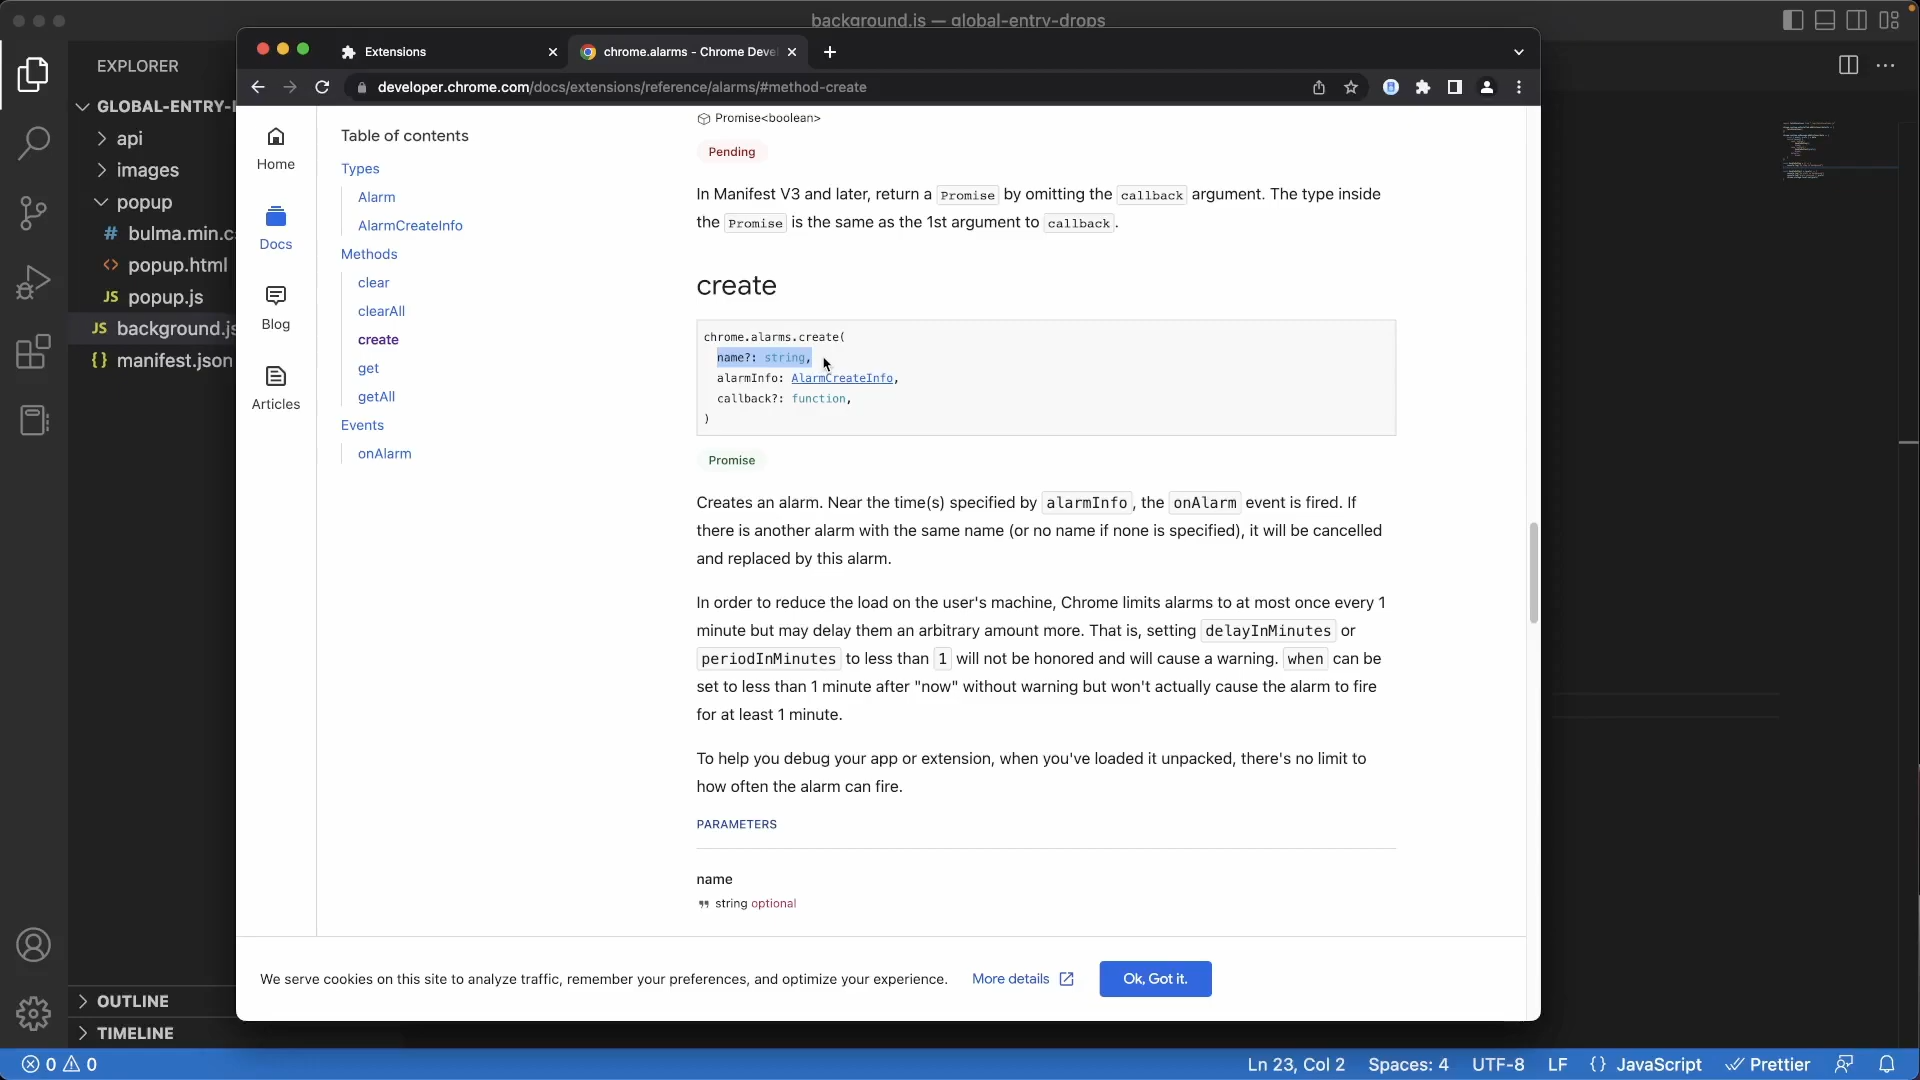 background.js — global-entry-drops
EXPLORER
GLOBAL-ENTRY-
api
images
popup
# bulma.min.c
<> popup.html
JS popup.js
JS background.js
{} manifest.json
OUTLINE
TIMELINE
Extensions
chrome.alarms - Chrome Deve
developer.chrome.com/docs/extensions/reference/alarms/#method-create
Home
Docs
Blog
Articles
Table of contents
Types
Alarm
AlarmCreateInfo
Methods
clear
clearAll
create
get
getAll
Events
onAlarm
Promise<boolean>
Pending
In Manifest V3 and later, return a Promise by omitting the callback argument. The type inside
the Promise is the same as the 1st argument to callback.
create
chrome.alarms.create(
name?: string,
alarmInfo: AlarmCreateInfo,
callback?: function,
)
Promise
Creates an alarm. Near the time(s) specified by alarmInfo, the onAlarm event is fired. If
there is another alarm with the same name (or no name if none is specified), it will be cancelled
and replaced by this alarm.
In order to reduce the load on the user's machine, Chrome limits alarms to at most once every 1
minute but may delay them an arbitrary amount more. That is, setting delayInMinutes or
periodInMinutes to less than 1 will not be honored and will cause a warning. when can be
set to less than 1 minute after "now" without warning but won't actually cause the alarm to fire
for at least 1 minute.
To help you debug your app or extension, when you've loaded it unpacked, there's no limit to
how often the alarm can fire.
PARAMETERS
name
string optional
We serve cookies on this site to analyze traffic, remember your preferences, and optimize your experience. More details Ok, Got it.
0 0
Ln 23, Col 2 Spaces: 4 UTF-8 LF {} JavaScript Prettier